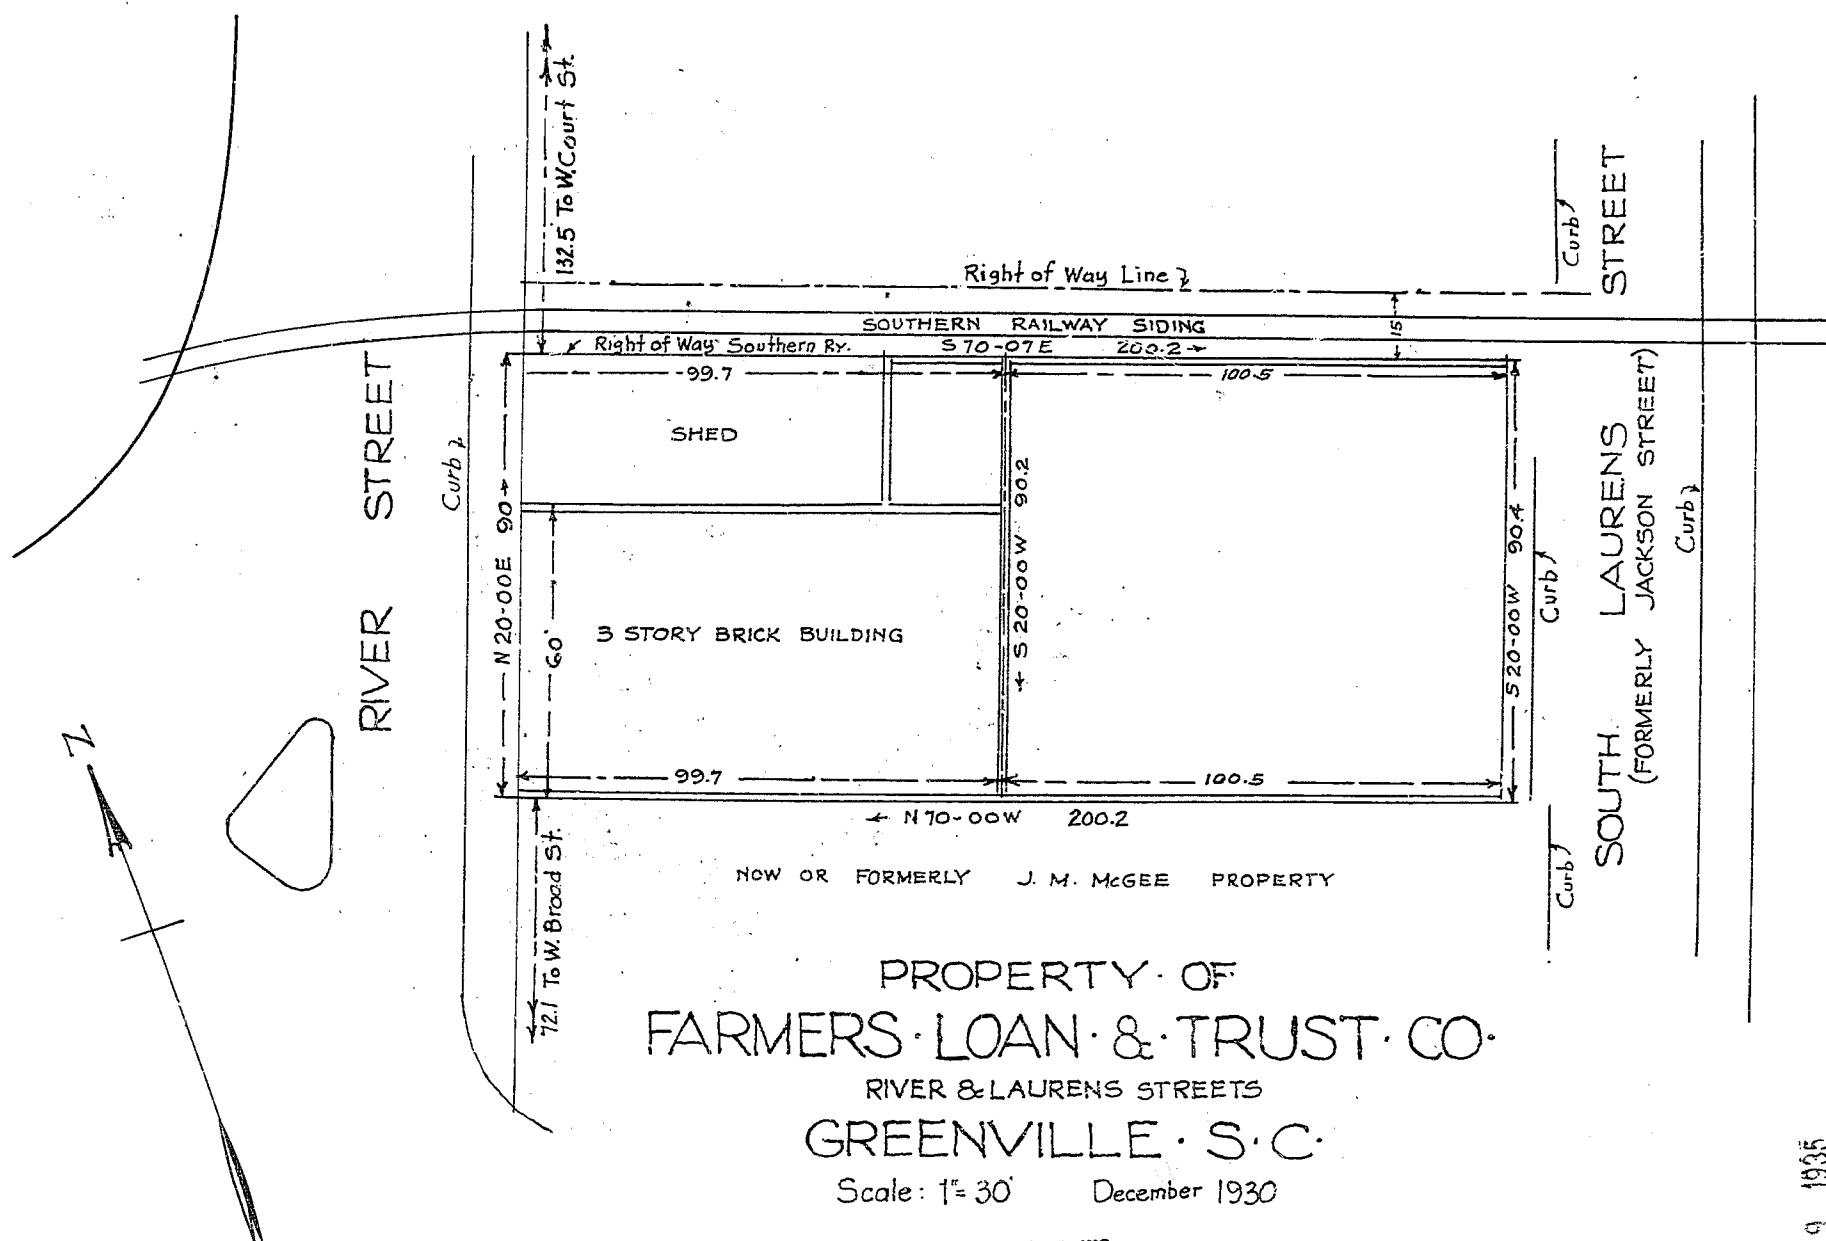 132.5 To W. Court St.
Right of Way Line
Curb
STREET
SOUTHERN RAILWAY SIDING
15
Right of Way Southern Ry.
S 70-07 E 200.2
99.7
100.5
SHED
RIVER STREET
Curb
N 20-00 E 90
60'
3 STORY BRICK BUILDING
S 20-00 W 90.2
S 20-00 W 90.4
Curb
SOUTH LAURENS
(FORMERLY JACKSON STREET)
Curb
N
99.7
100.5
N 70-00 W 200.2
72.1 To W. Broad St.
NOW OR FORMERLY J. M. McGEE PROPERTY
Curb
PROPERTY · OF
FARMERS · LOAN · & · TRUST · CO ·
RIVER & LAURENS STREETS
GREENVILLE · S · C ·
Scale: 1" = 30' December 1930
9 1935